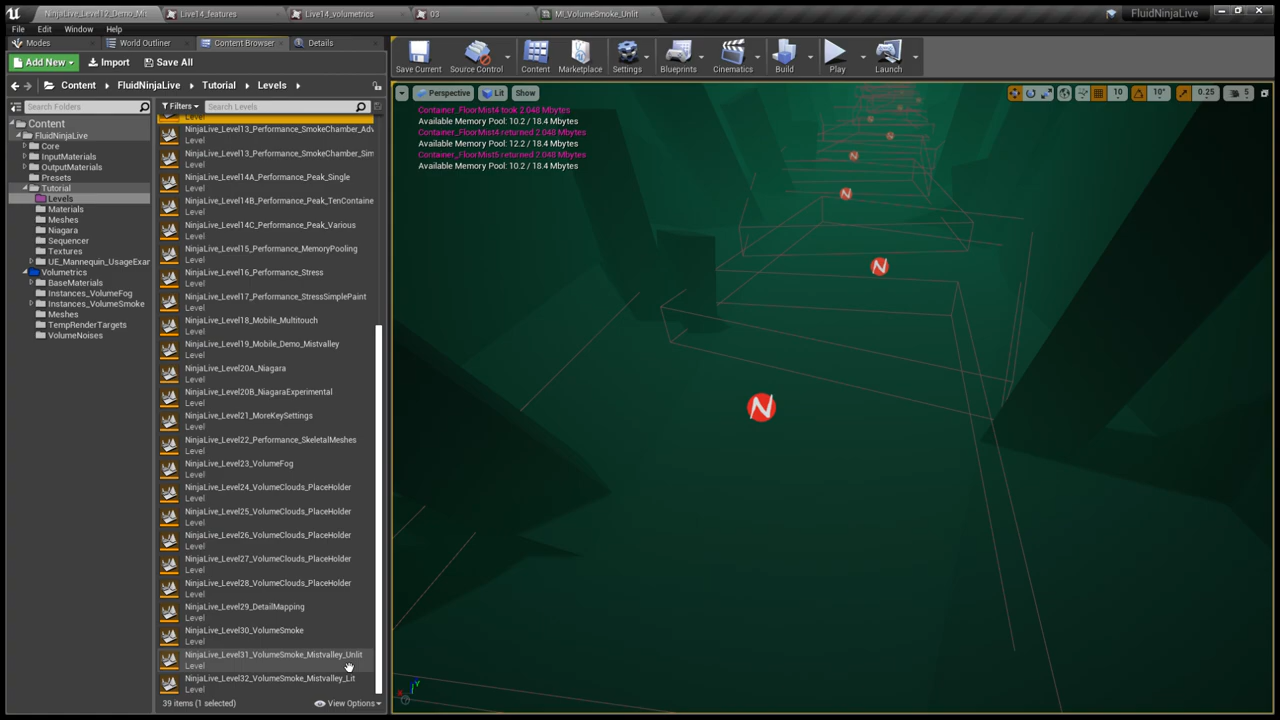 NinjaLive_Level12_Demo_Mi
Live14_features
Live14_volumetrics
03
MI_VolumeSmoke_Unlit
FluidNinjaLive
File Edit Window Help
Modes
World Outliner
Content Browser
Details
Add New
Import
Save All
Save Current
Source Control
Content
Marketplace
Settings
Blueprints
Cinematics
Build
Play
Launch
Content
FluidNinjaLive
Tutorial
Levels
Search Folders
Filters
Search Levels
Content
FluidNinjaLive
Core
InputMaterials
OutputMaterials
Presets
Tutorial
Levels
Materials
Meshes
Niagara
Sequencer
Textures
UE_Mannequin_UsageExar
Volumetrics
BaseMaterials
Instances_VolumeFog
Instances_VolumeSmoke
Meshes
TempRenderTargets
VolumeNoises
Level
NinjaLive_Level13_Performance_SmokeChamber_Adv
Level
NinjaLive_Level13_Performance_SmokeChamber_Sim
Level
NinjaLive_Level14A_Performance_Peak_Single
Level
NinjaLive_Level14B_Performance_Peak_TenContaine
Level
NinjaLive_Level14C_Performance_Peak_Various
Level
NinjaLive_Level15_Performance_MemoryPooling
Level
NinjaLive_Level16_Performance_Stress
Level
NinjaLive_Level17_Performance_StressSimplePaint
Level
NinjaLive_Level18_Mobile_Multitouch
Level
NinjaLive_Level19_Mobile_Demo_Mistvalley
Level
NinjaLive_Level20A_Niagara
Level
NinjaLive_Level20B_NiagaraExperimental
Level
NinjaLive_Level21_MoreKeySettings
Level
NinjaLive_Level22_Performance_SkeletalMeshes
Level
NinjaLive_Level23_VolumeFog
Level
NinjaLive_Level24_VolumeClouds_PlaceHolder
Level
NinjaLive_Level25_VolumeClouds_PlaceHolder
Level
NinjaLive_Level26_VolumeClouds_PlaceHolder
Level
NinjaLive_Level27_VolumeClouds_PlaceHolder
Level
NinjaLive_Level28_VolumeClouds_PlaceHolder
Level
NinjaLive_Level29_DetailMapping
Level
NinjaLive_Level30_VolumeSmoke
Level
NinjaLive_Level31_VolumeSmoke_Mistvalley_Unlit
Level
NinjaLive_Level32_VolumeSmoke_Mistvalley_Lit
Level
39 items (1 selected)
View Options
Perspective
Lit
Show
10
10°
0.25
5
Container_FloorMist4 took 2.048 Mbytes
Available Memory Pool: 10.2 / 18.4 MBytes
Container_FloorMist4 returned 2.048 Mbytes
Available Memory Pool: 12.2 / 18.4 MBytes
Container_FloorMist5 returned 2.048 Mbytes
Available Memory Pool: 10.2 / 18.4 MBytes